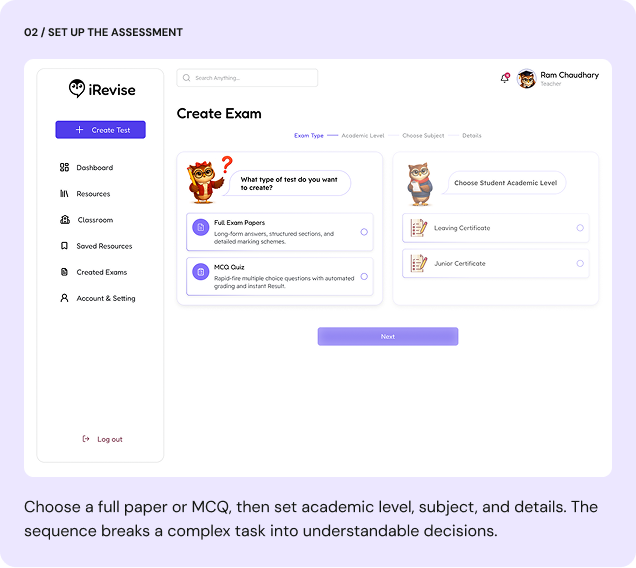 02 / SET UP THE ASSESSMENT
iRevise
Create Test
Dashboard
Resources
Classroom
Saved Resources
Created Exams
Account & Setting
Log out
Search Anything...
Ram Chaudhary
Teacher
Create Exam
Exam Type
Academic Level
Choose Subject
Details
?
What type of test do you want
to create?
Full Exam Papers
Long-form answers, structured sections, and
detailed marking schemes.
MCQ Quiz
Rapid-fire multiple choice questions with automated
grading and instant Result.
Choose Student Academic Level
Leaving Certificate
Junior Certificate
Next
Choose a full paper or MCQ, then set academic level, subject, and details. The
sequence breaks a complex task into understandable decisions.